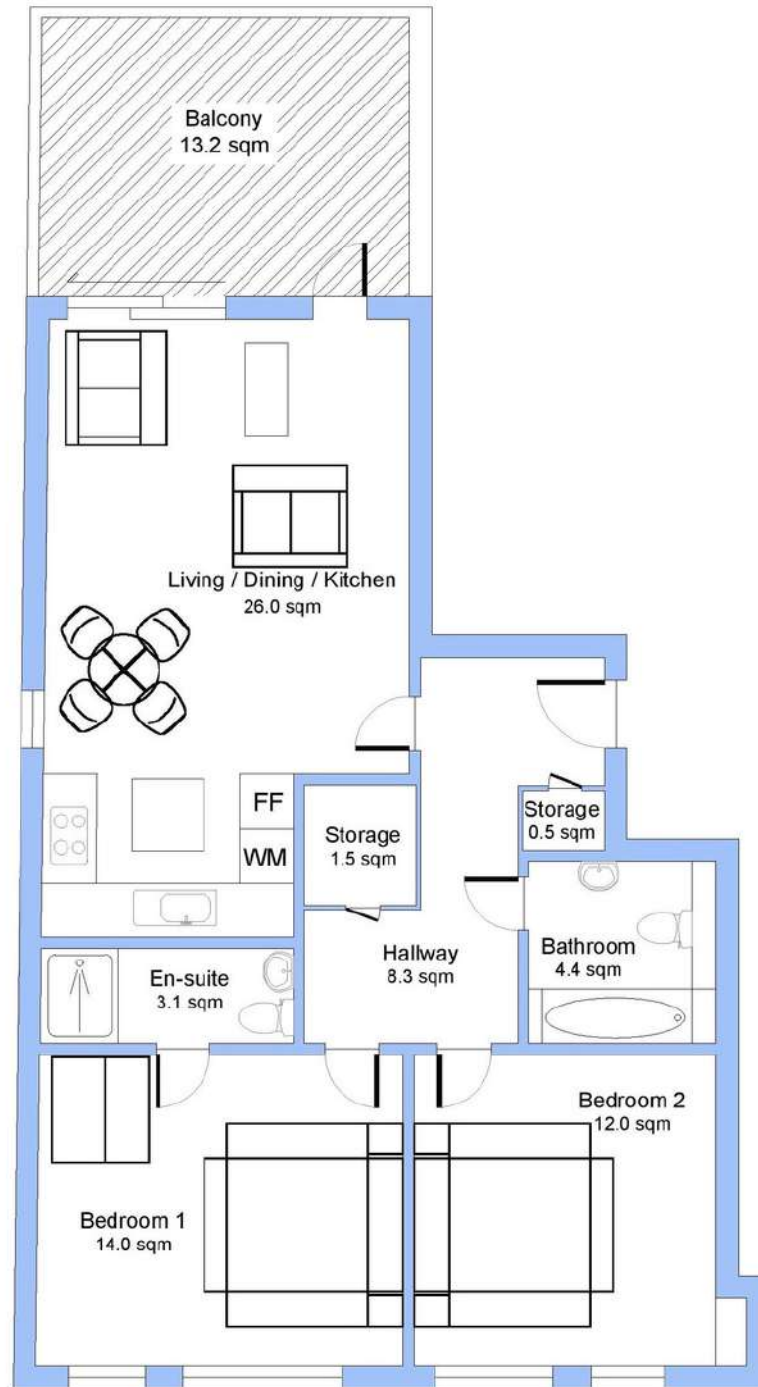 Balcony
13.2 sqm
Living / Dining / Kitchen
26.0 sqm
FF
WM
Storage
1.5 sqm
Storage
0.5 sqm
Hallway
8.3 sqm
Bathroom
4.4 sqm
En-suite
3.1 sqm
Bedroom 1
14.0 sqm
Bedroom 2
12.0 sqm